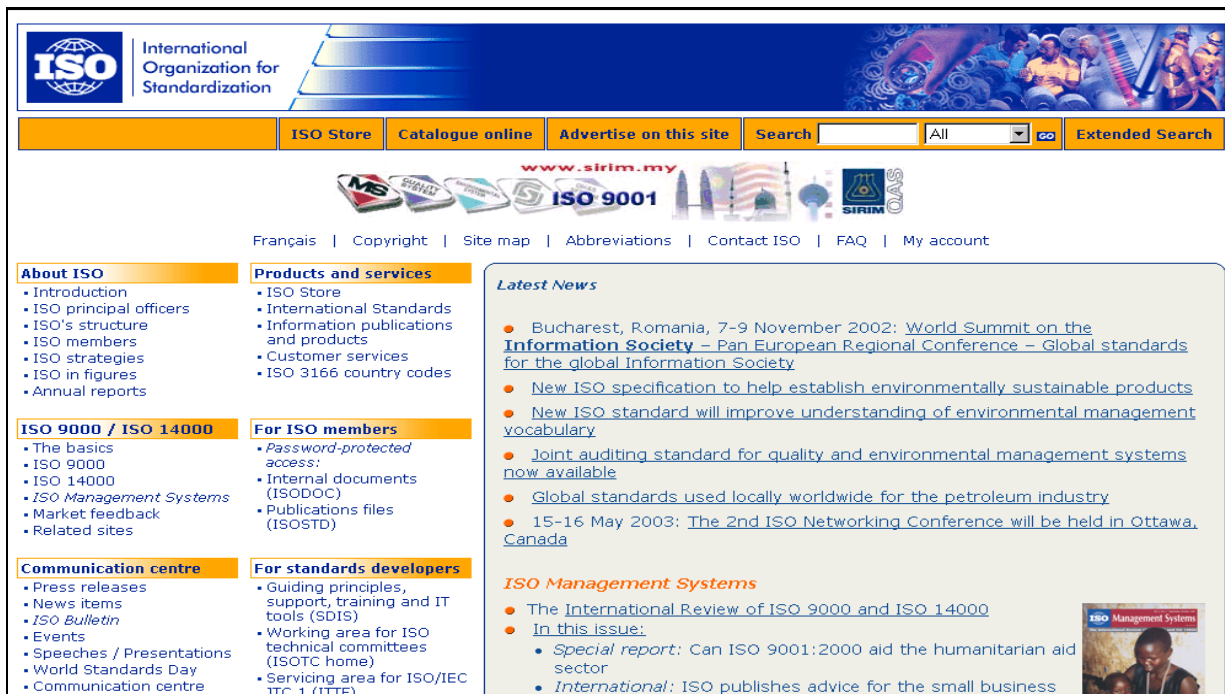 ISO
International
Organization for
Standardization
ISO Store
Catalogue online
Advertise on this site
Search
All
GO
Extended Search
www.sirim.my
MS
QUALITY
SYSTEM
ISO 9001
SIRIM
QAS
Français | Copyright | Site map | Abbreviations | Contact ISO | FAQ | My account
About ISO
Introduction
ISO principal officers
ISO's structure
ISO members
ISO strategies
ISO in figures
Annual reports
Products and services
ISO Store
International Standards
Information publications
and products
Customer services
ISO 3166 country codes
ISO 9000 / ISO 14000
The basics
ISO 9000
ISO 14000
ISO Management Systems
Market feedback
Related sites
For ISO members
Password-protected
access:
Internal documents
(ISODOC)
Publications files
(ISOSTD)
Communication centre
Press releases
News items
ISO Bulletin
Events
Speeches / Presentations
World Standards Day
Communication centre
For standards developers
Guiding principles,
support, training and IT
tools (SDIS)
Working area for ISO
technical committees
(ISOTC home)
Servicing area for ISO/IEC
JTC 1 (ITTF)
Latest News
Bucharest, Romania, 7-9 November 2002: World Summit on the
Information Society – Pan European Regional Conference – Global standards
for the global Information Society
New ISO specification to help establish environmentally sustainable products
New ISO standard will improve understanding of environmental management
vocabulary
Joint auditing standard for quality and environmental management systems
now available
Global standards used locally worldwide for the petroleum industry
15-16 May 2003: The 2nd ISO Networking Conference will be held in Ottawa,
Canada
ISO Management Systems
The International Review of ISO 9000 and ISO 14000
In this issue:
Special report: Can ISO 9001:2000 aid the humanitarian aid
sector
International: ISO publishes advice for the small business
ISO Management Systems